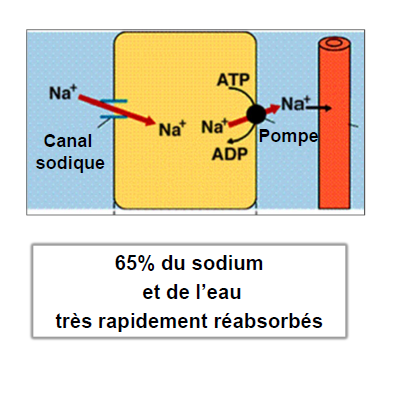 ATP
Na+
Na+
Canal
sodique
Na+
Na+
Pompe
ADP
65% du sodium
et de l’eau
très rapidement réabsorbés